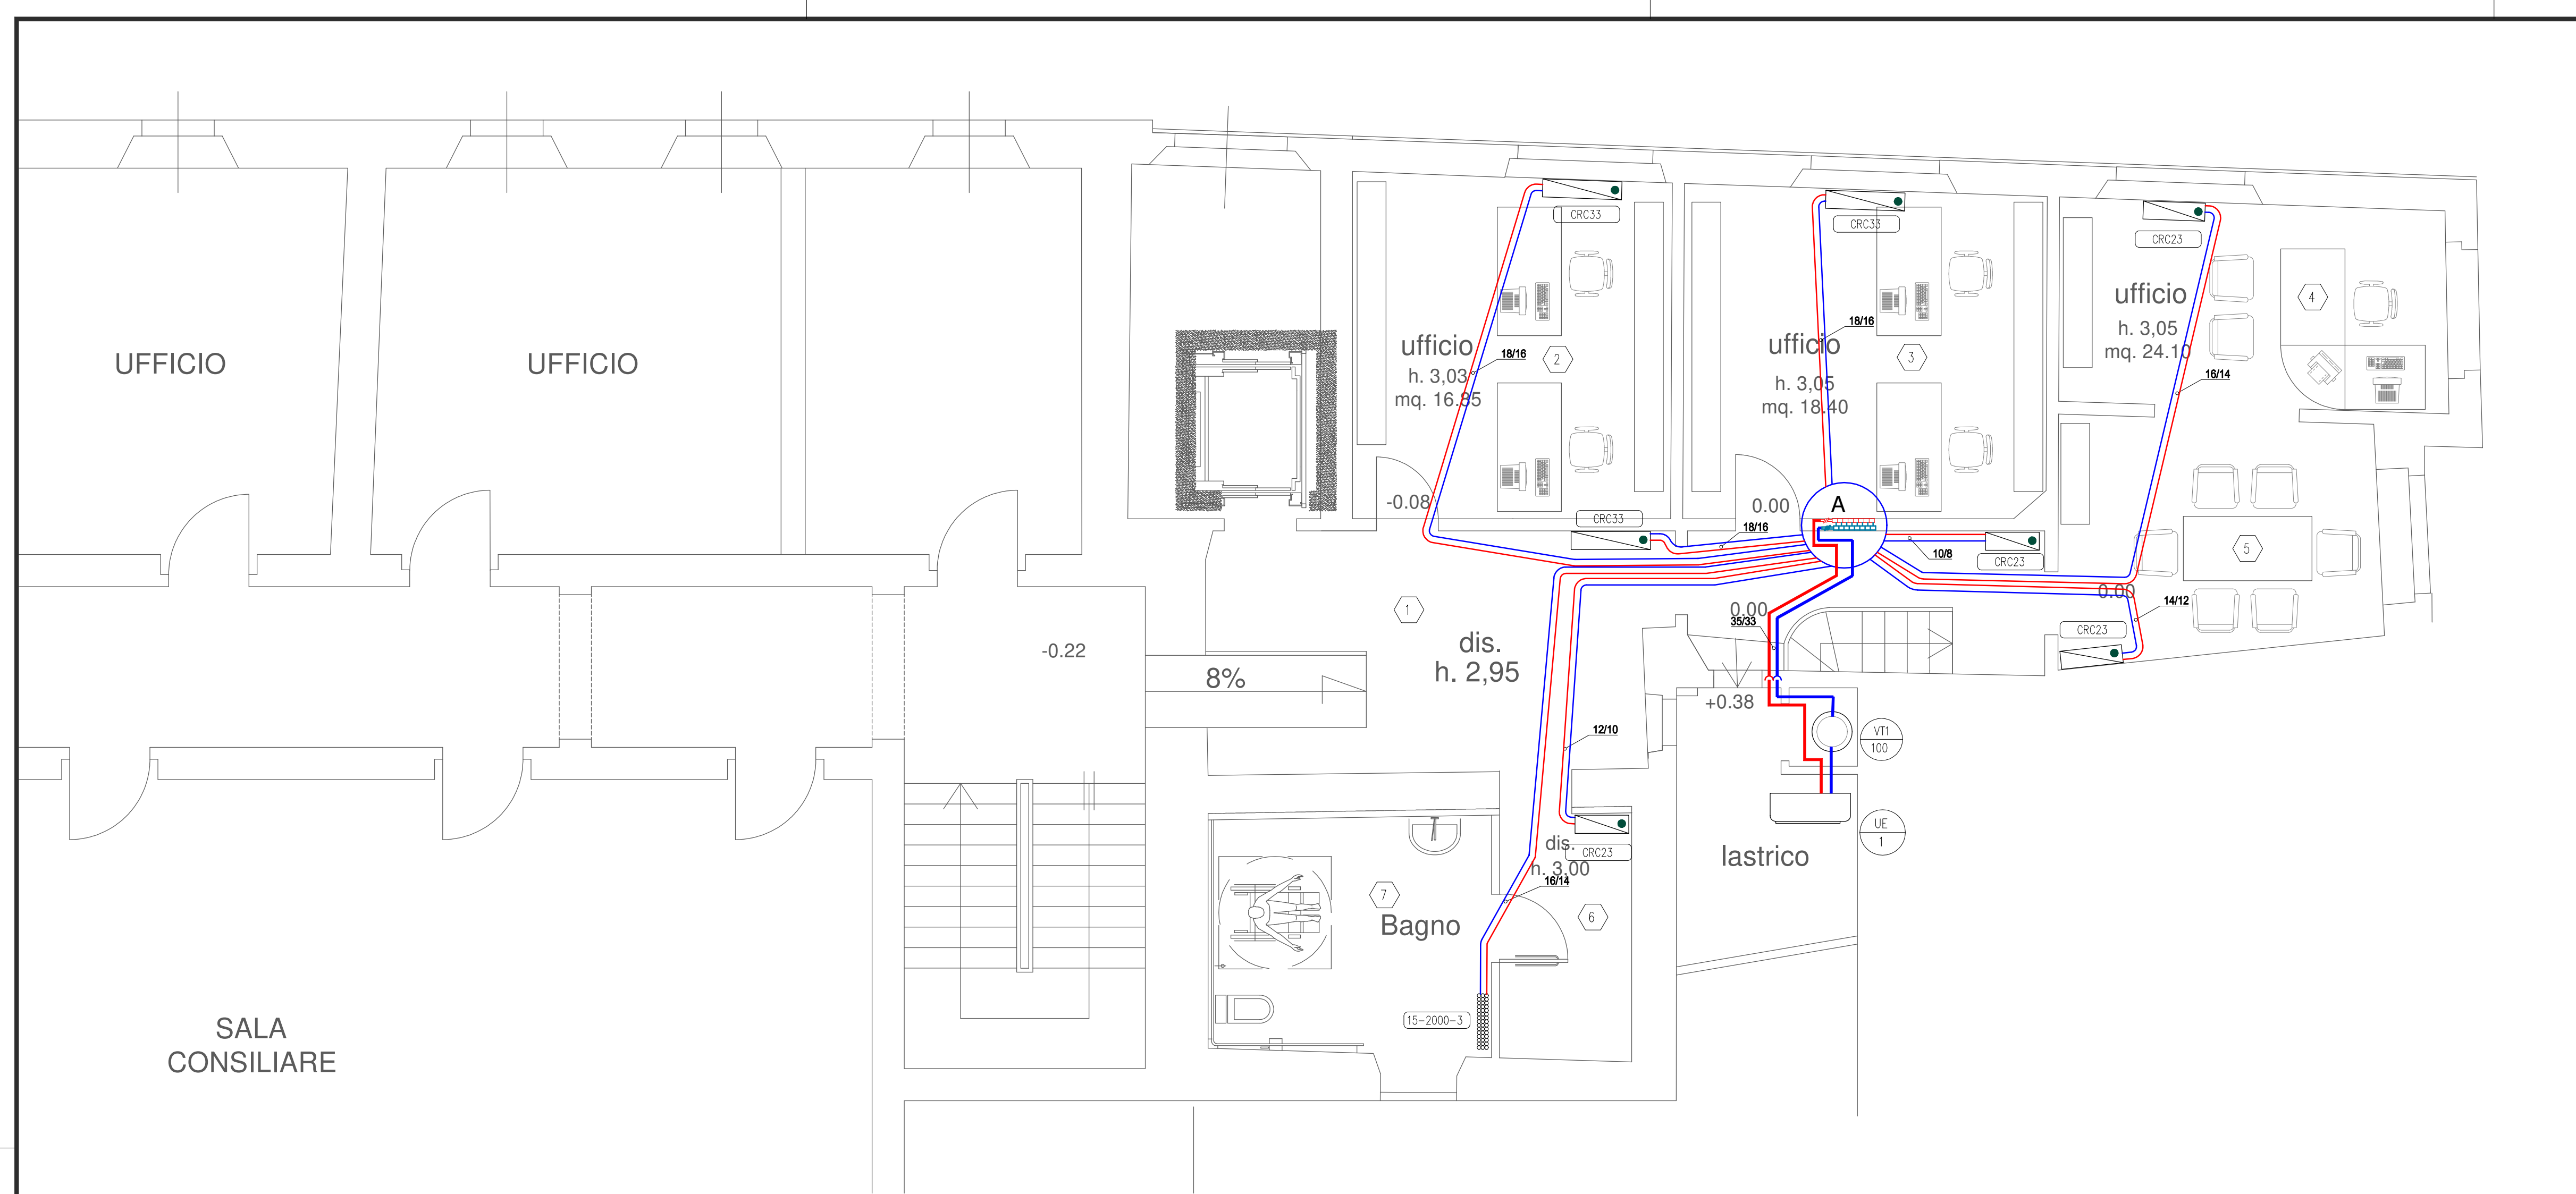 CRC33
CRC33
CRC23
UFFICIO
UFFICIO
ufficio
h. 3,03
mq. 16.85
18/16
2
ufficio
h. 3,05
mq. 18.40
18/16
3
ufficio
h. 3,05
mq. 24.10
16/14
4
-0.08
0.00
A
CRC33
18/16
10/8
CRC23
5
0.00
14/12
CRC23
1
0.00
35/33
dis.
h. 2,95
-0.22
8%
+0.38
12/10
VT1
100
UE
1
lastrico
dis.
h. 3,00
CRC23
16/14
7
Bagno
6
15-2000-3
SALA
CONSILIARE